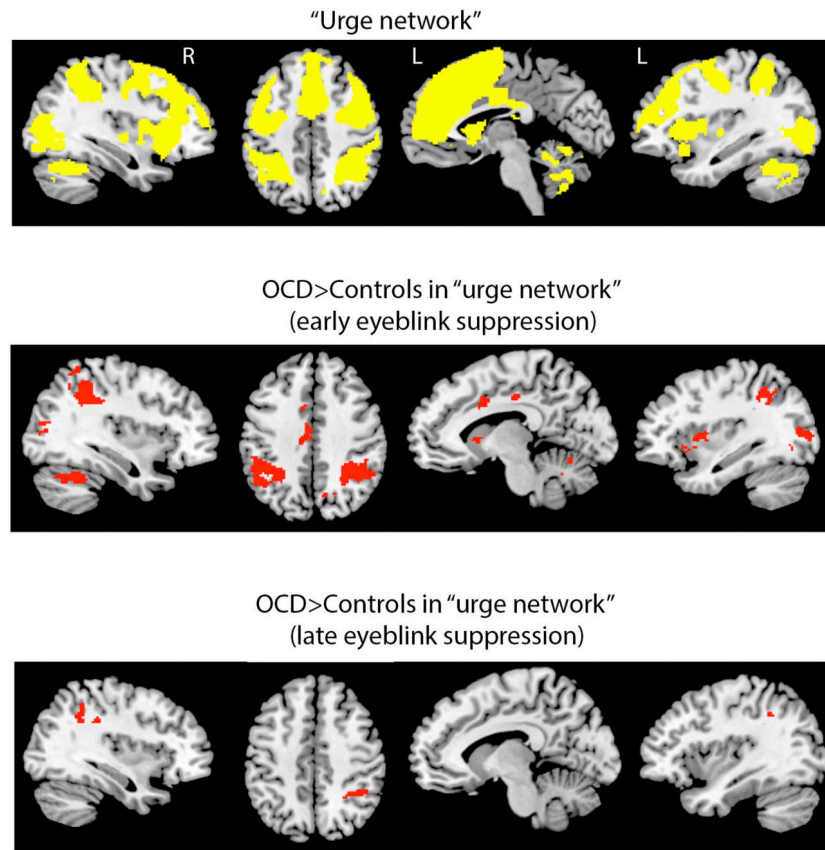 “Urge network”
R
L
L
OCD>Controls in “urge network”
(early eyeblink suppression)
OCD>Controls in “urge network”
(late eyeblink suppression)